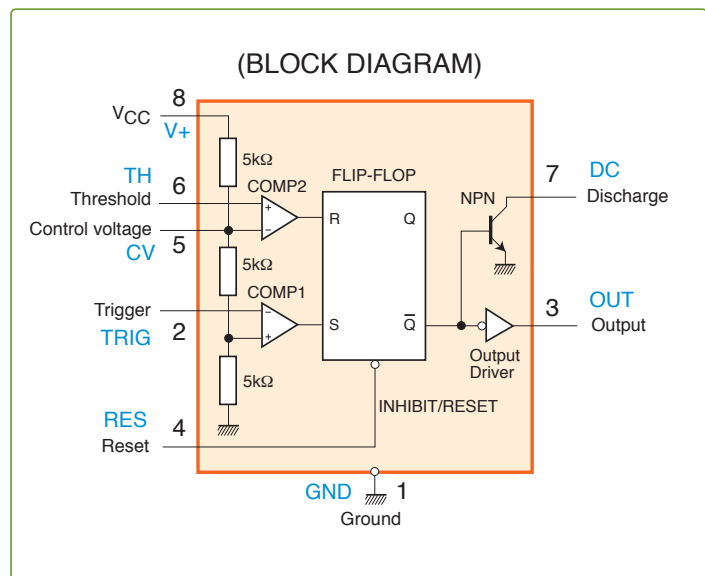 (BLOCK DIAGRAM)
8
VCC
V+
5kΩ
TH
6
Threshold
COMP2
+
−
Control voltage
5
CV
5kΩ
FLIP-FLOP
R
Q
S
Q̅
NPN
7
DC
Discharge
Trigger
COMP1
−
+
TRIG
2
5kΩ
3
OUT
Output
Output
Driver
INHIBIT/RESET
RES
4
Reset
GND
1
Ground